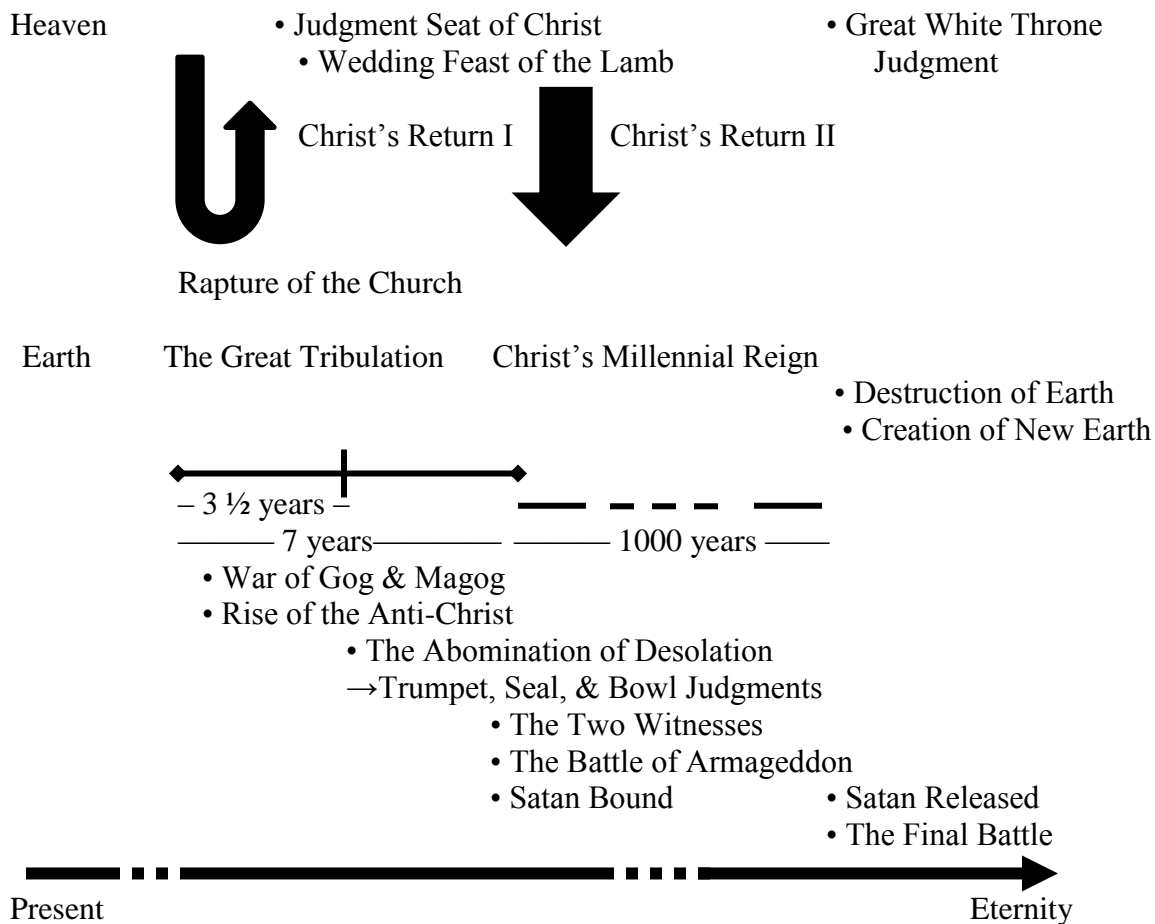 Heaven
• Judgment Seat of Christ
• Wedding Feast of the Lamb
• Great White Throne
Judgment
Christ’s Return I
Christ’s Return II
Rapture of the Church
Earth
The Great Tribulation
Christ’s Millennial Reign
• Destruction of Earth
• Creation of New Earth
– 3 ½ years –
——— 7 years————
———— 1000 years ——
• War of Gog & Magog
• Rise of the Anti-Christ
• The Abomination of Desolation
→Trumpet, Seal, & Bowl Judgments
• The Two Witnesses
• The Battle of Armageddon
• Satan Bound
• Satan Released
• The Final Battle
Present
Eternity